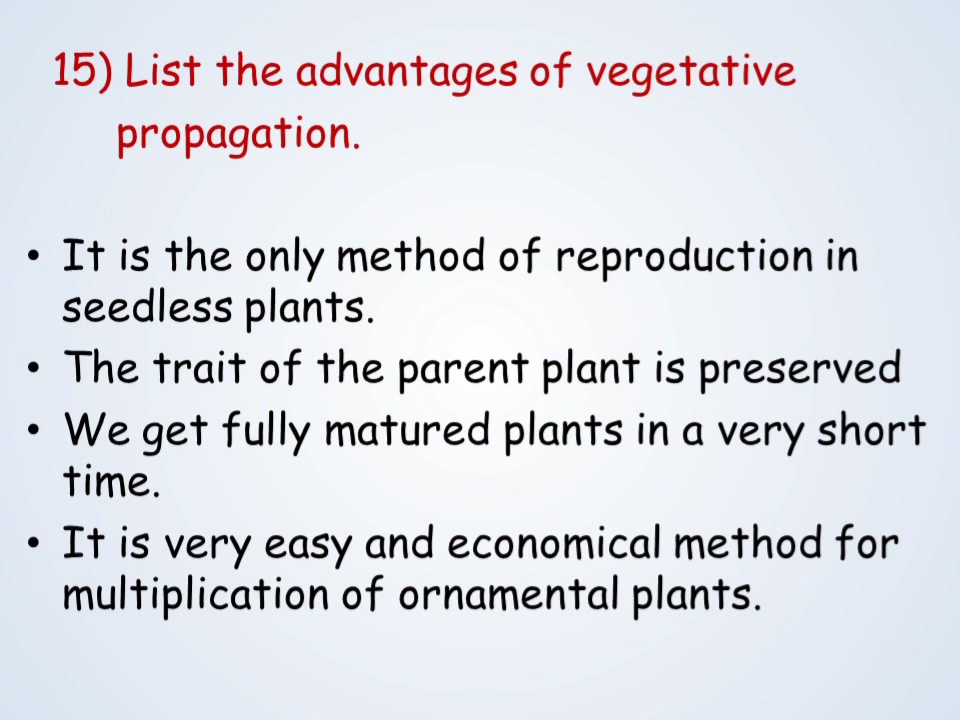 15) List the advantages of vegetative
propagation.
• It is the only method of reproduction in
seedless plants.
• The trait of the parent plant is preserved
• We get fully matured plants in a very short
time.
• It is very easy and economical method for
multiplication of ornamental plants.